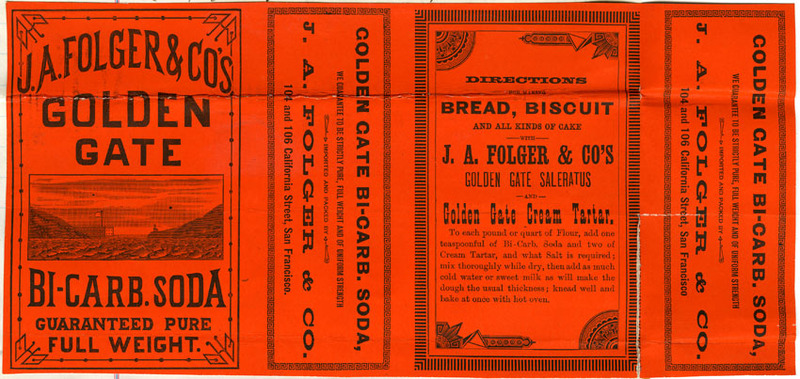 J. A. FOLGER & CO'S
GOLDEN
GATE
BI-CARB. SODA
GUARANTEED PURE
FULL WEIGHT.
GOLDEN GATE BI-CARB. SODA,
WE GUARANTEE TO BE STRICTLY PURE, FULL WEIGHT AND OF UNIFORM STRENGTH
IMPORTED AND PACKED BY
J. A. FOLGER & CO.
104 and 106 California Street, San Francisco.
DIRECTIONS
FOR MAKING
BREAD, BISCUIT
AND ALL KINDS OF CAKE
WITH
J. A. FOLGER & CO'S
GOLDEN GATE SALERATUS
AND
Golden Gate Cream Tartar.
To each pound or quart of Flour, add one
teaspoonful of Bi-Carb. Soda and two of
Cream Tartar, and what Salt is required;
mix thoroughly while dry, then add as much
cold water or sweet milk as will make the
dough the usual thickness; knead well and
bake at once with hot oven.
GOLDEN GATE BI-CARB. SODA,
WE GUARANTEE TO BE STRICTLY PURE, FULL WEIGHT AND OF UNIFORM STRENGTH
IMPORTED AND PACKED BY
J. A. FOLGER & CO.
104 and 106 California Street, San Francisco